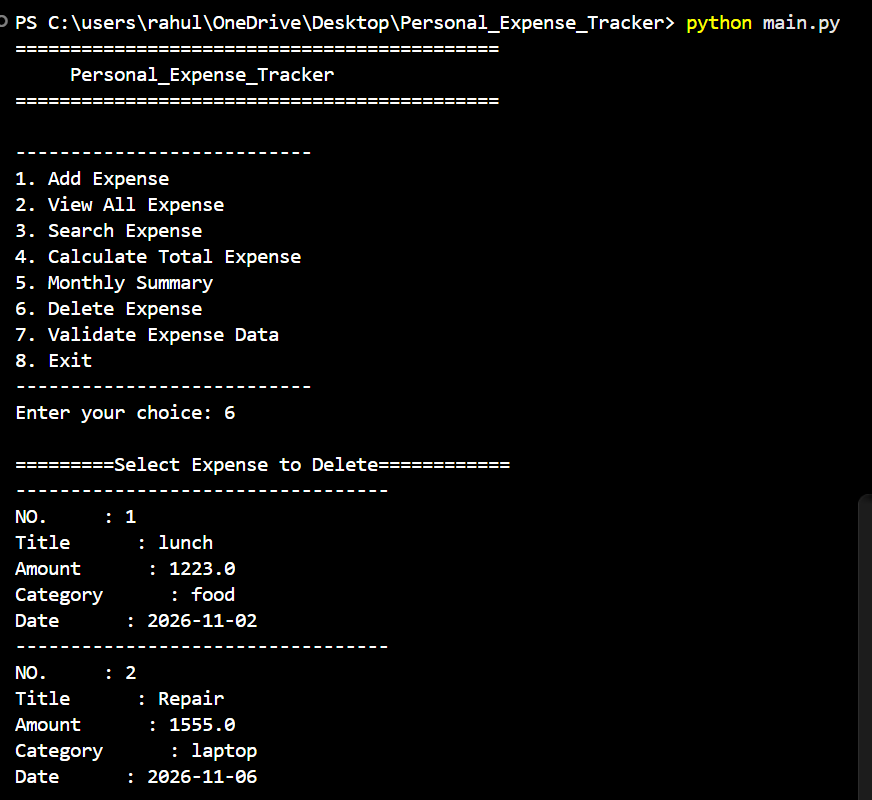 PS C:\users\rahul\OneDrive\Desktop\Personal_Expense_Tracker> python main.py
============================================
     Personal_Expense_Tracker
============================================
---------------------------
1. Add Expense
2. View All Expense
3. Search Expense
4. Calculate Total Expense
5. Monthly Summary
6. Delete Expense
7. Validate Expense Data
8. Exit
---------------------------
Enter your choice: 6
=========Select Expense to Delete============
----------------------------------
NO.     : 1
Title      : lunch
Amount      : 1223.0
Category      : food
Date      : 2026-11-02
----------------------------------
NO.     : 2
Title      : Repair
Amount      : 1555.0
Category      : laptop
Date      : 2026-11-06